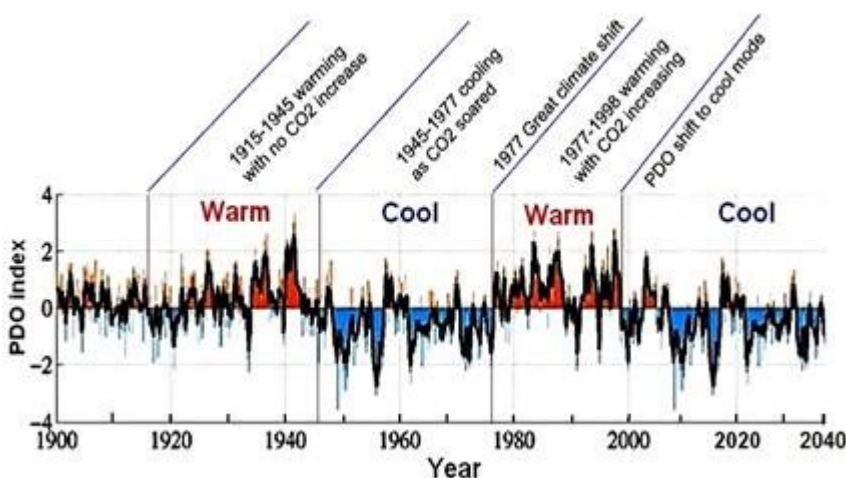 1915-1945 warming
with no CO2 increase
1945-1977 cooling
as CO2 soared
1977 Great climate shift
1977-1998 warming
with CO2 increasing
PDO shift to cool mode
Warm
Cool
Warm
Cool
PDO index
4
2
0
-2
-4
1900
1920
1940
1960
1980
2000
2020
2040
Year